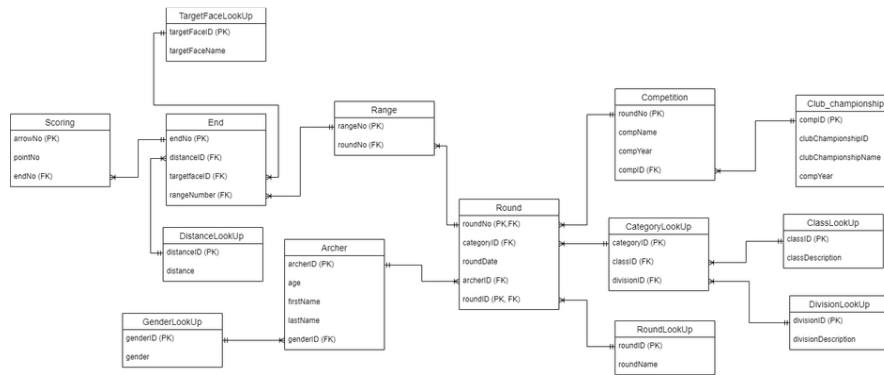 TargetFaceLookUp
targetFaceID (PK)
targetFaceName
Scoring
arrowNo (PK)
pointNo
endNo (FK)
End
endNo (PK)
distanceID (FK)
targetfaceID (FK)
rangeNumber (FK)
Range
rangeNo (PK)
roundNo (FK)
Competition
roundNo (PK)
compName
compYear
compID (FK)
Club_championship
compID (PK)
clubChampionshipID
clubChampionshipName
compYear
DistanceLookUp
distanceID (PK)
distance
Archer
archerID (PK)
age
firstName
lastName
genderID (FK)
Round
roundNo (PK,FK)
categoryID (FK)
roundDate
archerID (FK)
roundID (PK, FK)
CategoryLookUp
categoryID (PK)
classID (FK)
divisionID (FK)
ClassLookUp
classID (PK)
classDescription
GenderLookUp
genderID (PK)
gender
RoundLookUp
roundID (PK)
roundName
DivisionLookUp
divisionID (PK)
divisionDescription